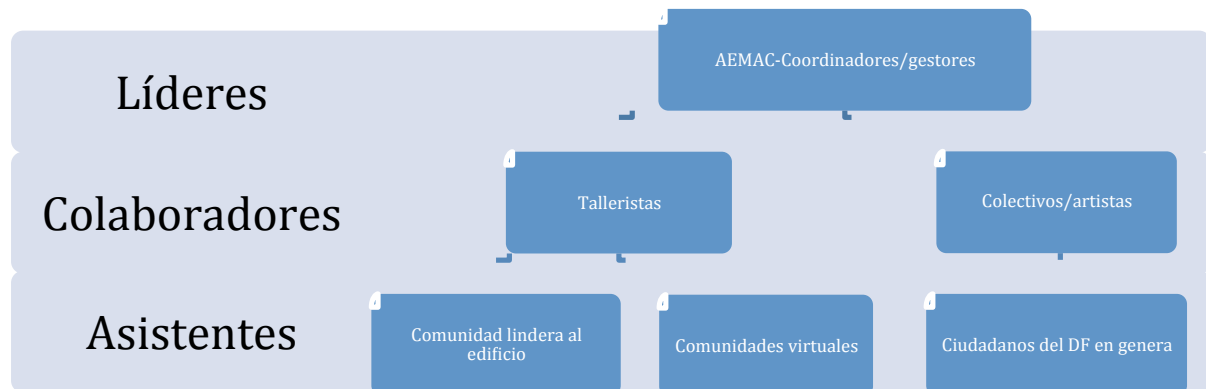 Líderes
AEMAC-Coordinadores/gestores
Colaboradores
Talleristas
Colectivos/artistas
Asistentes
Comunidad lindera al
edificio
Comunidades virtuales
Ciudadanos del DF en genera